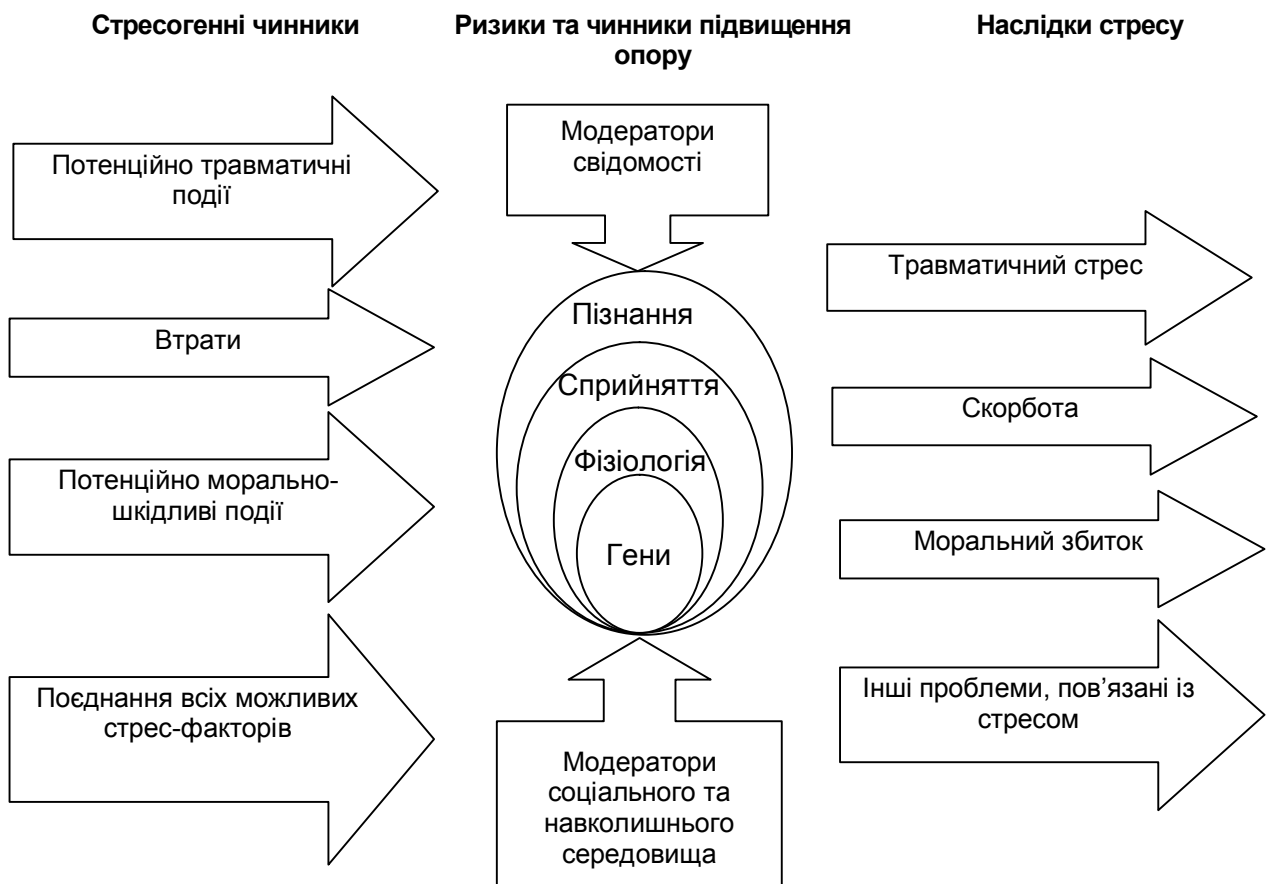 Стресогенні чинники
Ризики та чинники підвищення
опору
Наслідки стресу
Потенційно травматичні
події
Втрати
Потенційно морально-
шкідливі події
Поєднання всіх можливих
стрес-факторів
Модератори
свідомості
Пізнання
Сприйняття
Фізіологія
Гени
Модератори
соціального та
навколишнього
середовища
Травматичний стрес
Скорбота
Моральний збиток
Інші проблеми, пов’язані із
стресом